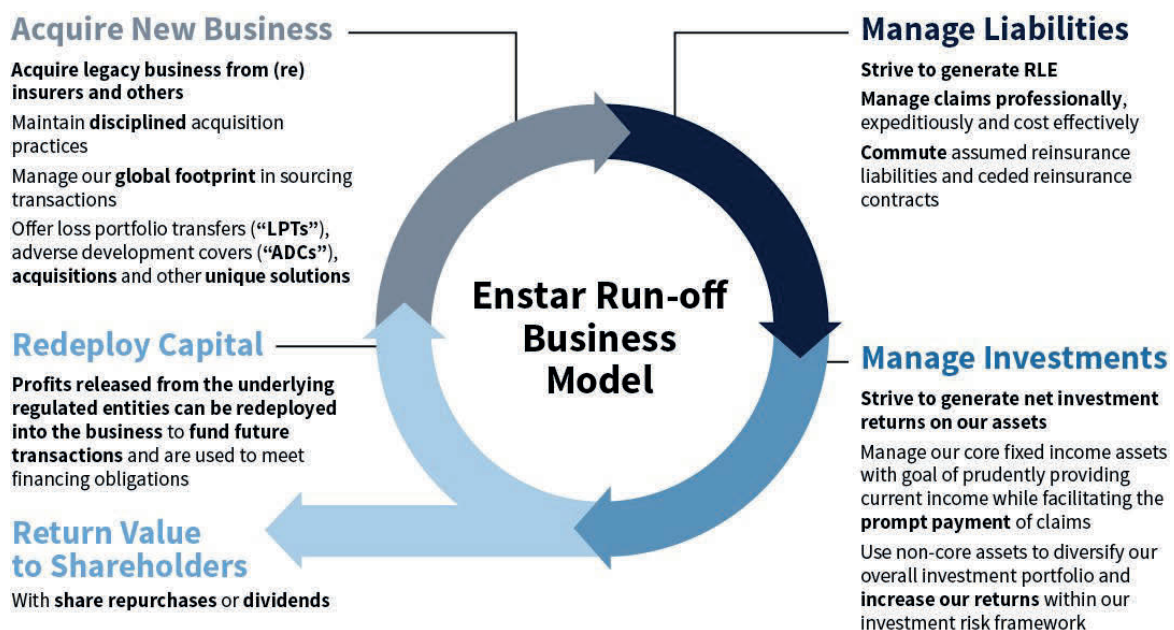 Acquire New Business
Acquire legacy business from (re)
insurers and others
Maintain disciplined acquisition
practices
Manage our global footprint in sourcing
transactions
Offer loss portfolio transfers (“LPTs”),
adverse development covers (“ADCs”),
acquisitions and other unique solutions
Manage Liabilities
Strive to generate RLE
Manage claims professionally,
expeditiously and cost effectively
Commute assumed reinsurance
liabilities and ceded reinsurance
contracts
Enstar Run-off
Business
Model
Redeploy Capital
Profits released from the underlying
regulated entities can be redeployed
into the business to fund future
transactions and are used to meet
financing obligations
Return Value
to Shareholders
With share repurchases or dividends
Manage Investments
Strive to generate net investment
returns on our assets
Manage our core fixed income assets
with goal of prudently providing
current income while facilitating the
prompt payment of claims
Use non-core assets to diversify our
overall investment portfolio and
increase our returns within our
investment risk framework